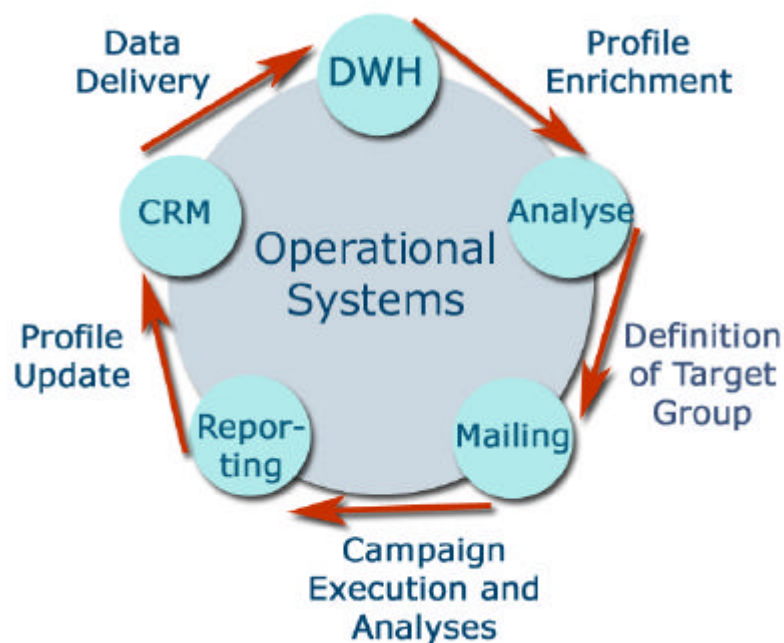 Data
Delivery
DWH
Profile
Enrichment
CRM
Analyse
Operational
Systems
Profile
Update
Definition
of Target
Group
Repor-
ting
Mailing
Campaign
Execution and
Analyses